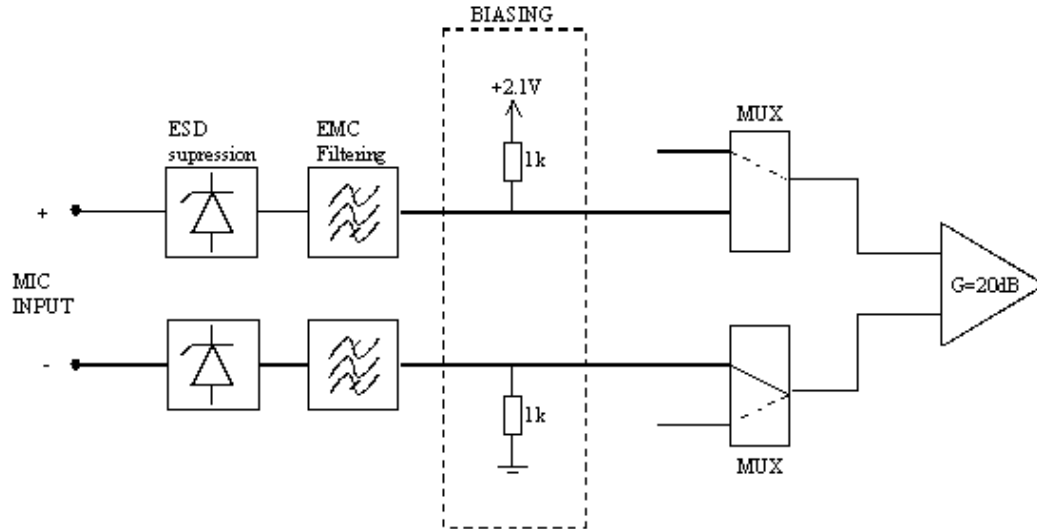 BIASING
+2.1V
MUX
ESD
supression
EMC
Filtering
1k
+
MIC
INPUT
G=20dB
-
1k
MUX